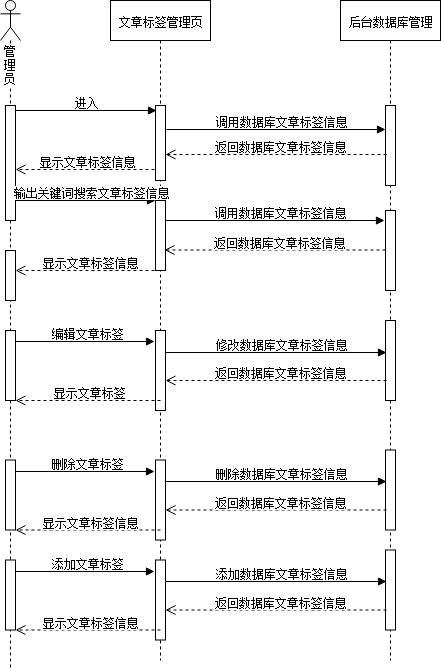 文章标签管理页
后台数据库管理
管理员
进入
调用数据库文章标签信息
返回数据库文章标签信息
显示文章标签信息
输出关键词搜索文章标签信息
调用数据库文章标签信息
返回数据库文章标签信息
显示文章标签信息
编辑文章标签
修改数据库文章标签信息
返回数据库文章标签信息
显示文章标签
删除文章标签
删除数据库文章标签信息
返回数据库文章标签信息
显示文章标签信息
添加文章标签
添加数据库文章标签信息
返回数据库文章标签信息
显示文章标签信息